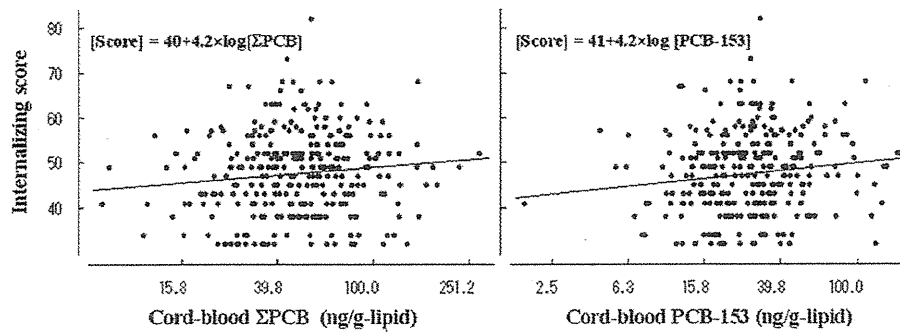 [Score] = 40+4.2×log[ΣPCB]
[Score] = 41+4.2×log [PCB-153]
Internalizing score
80
70
60
50
40
15.8 39.8 100.0 251.2
2.5 6.3 15.8 39.8 100.0
Cord-blood ΣPCB (ng/g-lipid)
Cord-blood PCB-153 (ng/g-lipid)